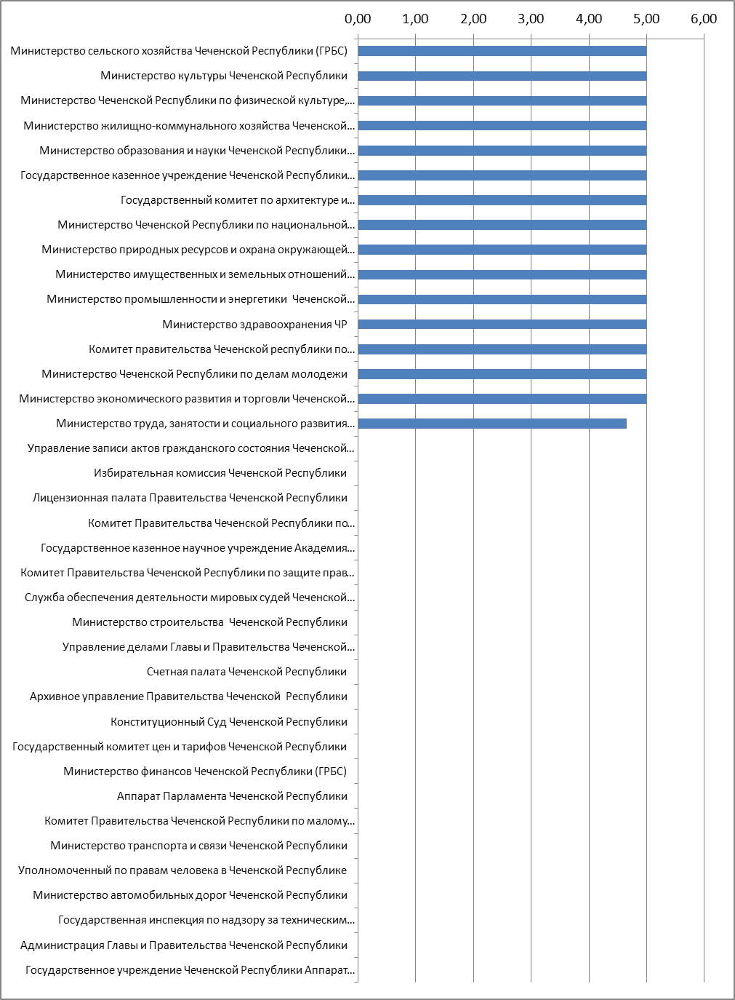 0,00 1,00 2,00 3,00 4,00 5,00 6,00
Министерство сельского хозяйства Чеченской Республики (ГРБС)
Министерство культуры Чеченской Республики
Министерство Чеченской Республики по физической культуре,...
Министерство жилищно-коммунального хозяйства Чеченской...
Министерство образования и науки Чеченской Республики...
Государственное казенное учреждение Чеченской Республики...
Государственный комитет по архитектуре и...
Министерство Чеченской Республики по национальной...
Министерство природных ресурсов и охрана окружающей...
Министерство имущественных и земельных отношений...
Министерство промышленности и энергетики Чеченской...
Министерство здравоохранения ЧР
Комитет правительства Чеченской республики по...
Министерство Чеченской Республики по делам молодежи
Министерство экономического развития и торговли Чеченской...
Министерство труда, занятости и социального развития...
Управление записи актов гражданского состояния Чеченской...
Избирательная комиссия Чеченской Республики
Лицензионная палата Правительства Чеченской Республики
Комитет Правительства Чеченской Республики по...
Государственное казенное научное учреждение Академия...
Комитет Правительства Чеченской Республики по защите прав...
Служба обеспечения деятельности мировых судей Чеченской...
Министерство строительства Чеченской Республики
Управление делами Главы и Правительства Чеченской...
Счетная палата Чеченской Республики
Архивное управление Правительства Чеченской Республики
Конституционный Суд Чеченской Республики
Государственный комитет цен и тарифов Чеченской Республики
Министерство финансов Чеченской Республики (ГРБС)
Аппарат Парламента Чеченской Республики
Комитет Правительства Чеченской Республики по малому...
Министерство транспорта и связи Чеченской Республики
Уполномоченный по правам человека в Чеченской Республике
Министерство автомобильных дорог Чеченской Республики
Государственная инспекция по надзору за техническим...
Администрация Главы и Правительства Чеченской Республики
Государственное учреждение Чеченской Республики Аппарат...